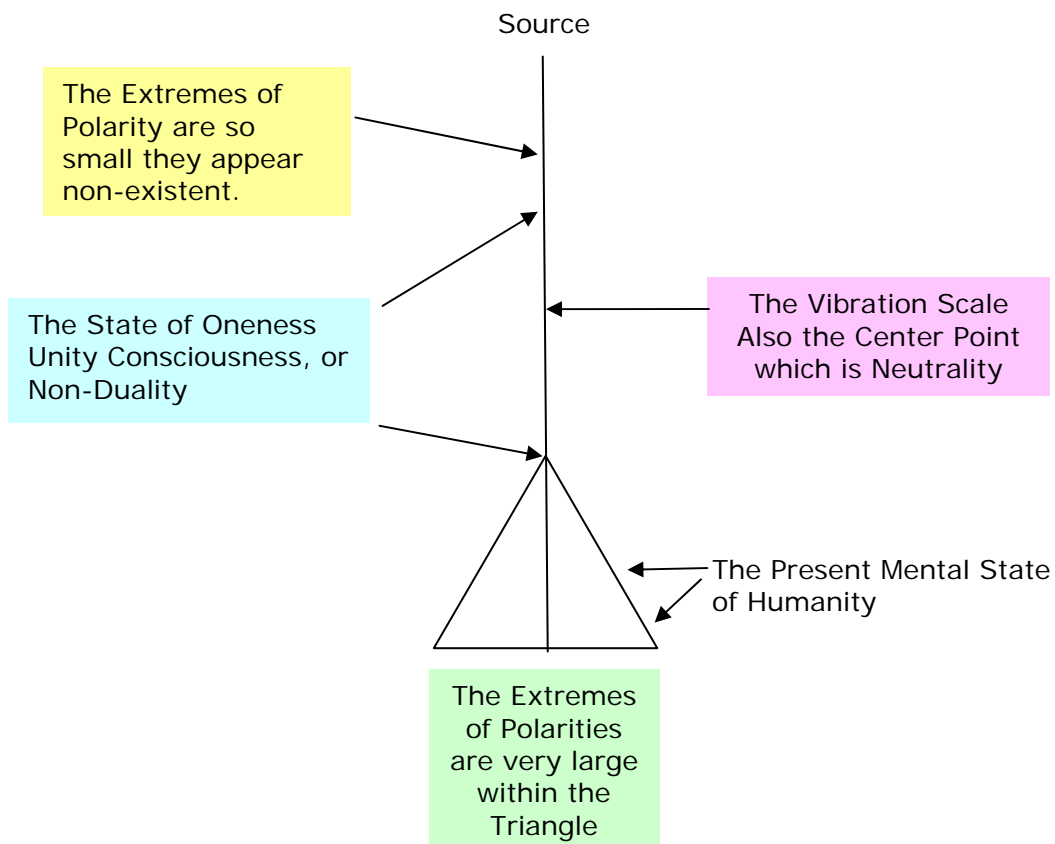 Source
The Extremes of
Polarity are so
small they appear
non-existent.
The State of Oneness
Unity Consciousness, or
Non-Duality
The Vibration Scale
Also the Center Point
which is Neutrality
The Present Mental State
of Humanity
The Extremes
of Polarities
are very large
within the
Triangle